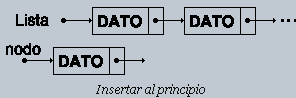 Lista DATO DATO ...
nodo
DATO
Insertar al principio